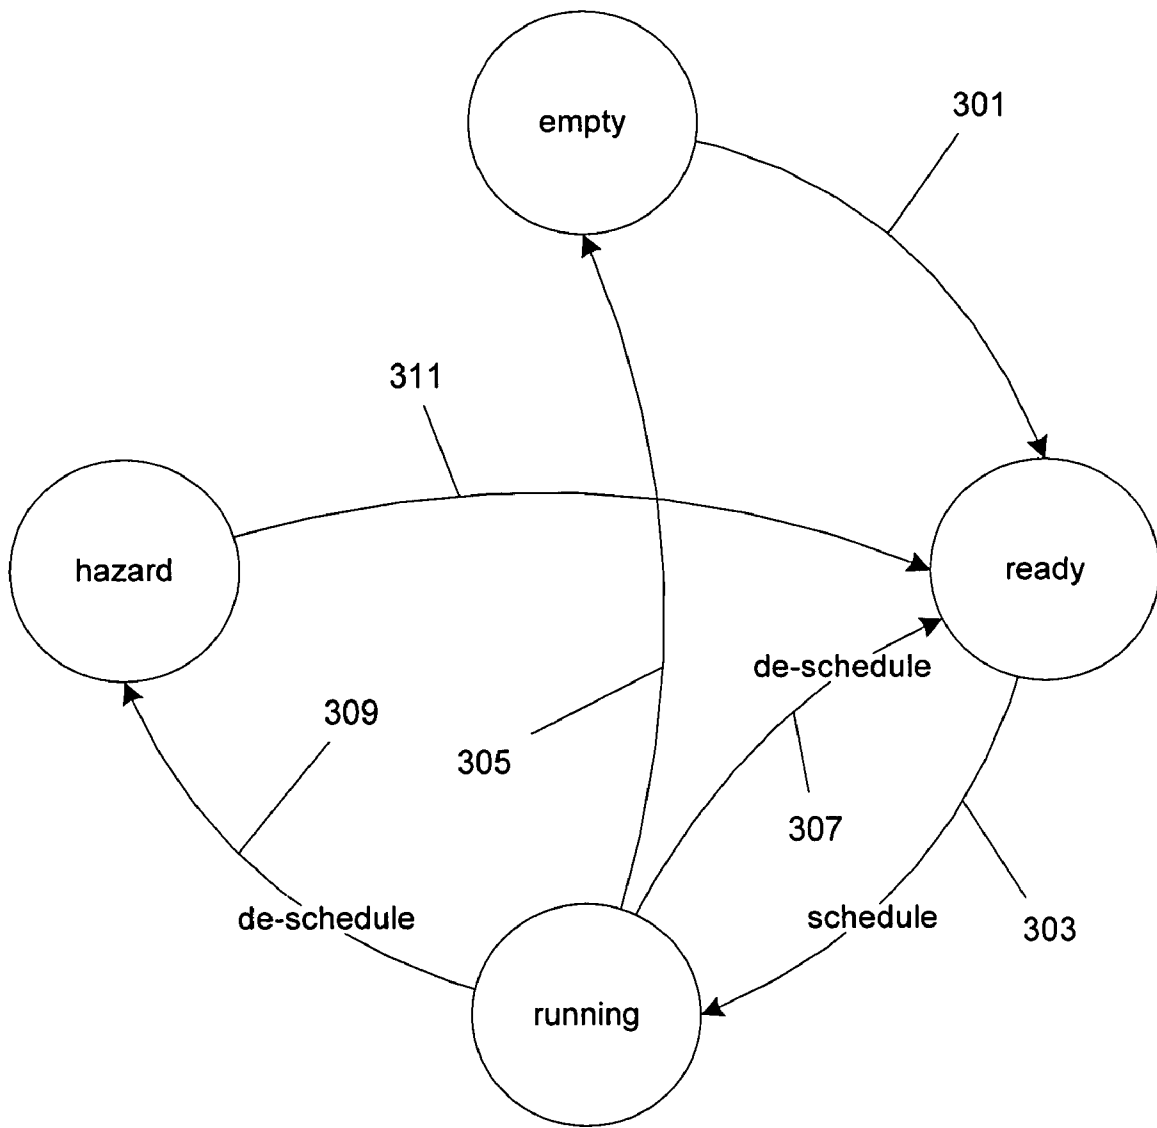 empty
301
311
hazard
ready
de-schedule
309
305
307
de-schedule
schedule
303
running